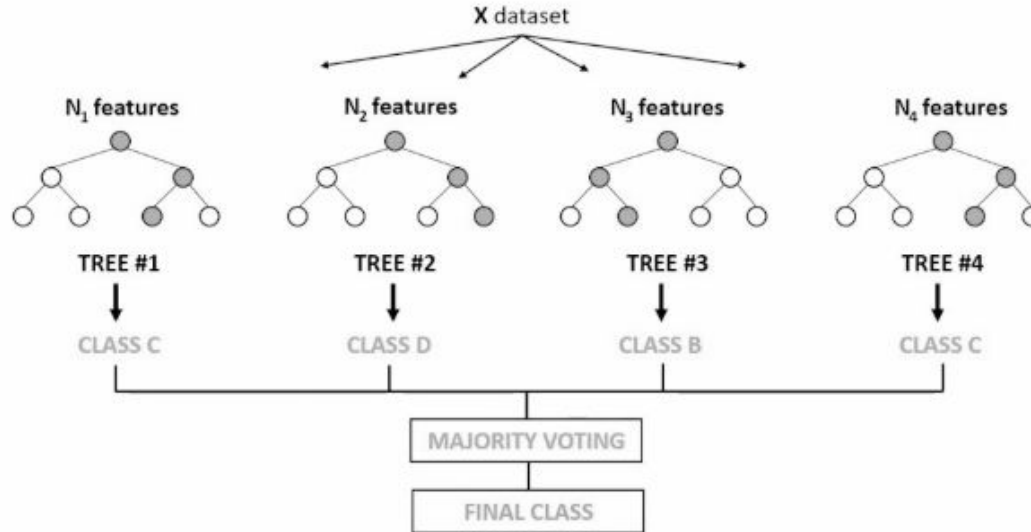 X dataset
N₁ features
N₂ features
N₃ features
N₄ features
TREE #1
TREE #2
TREE #3
TREE #4
CLASS C
CLASS D
CLASS B
CLASS C
MAJORITY VOTING
FINAL CLASS